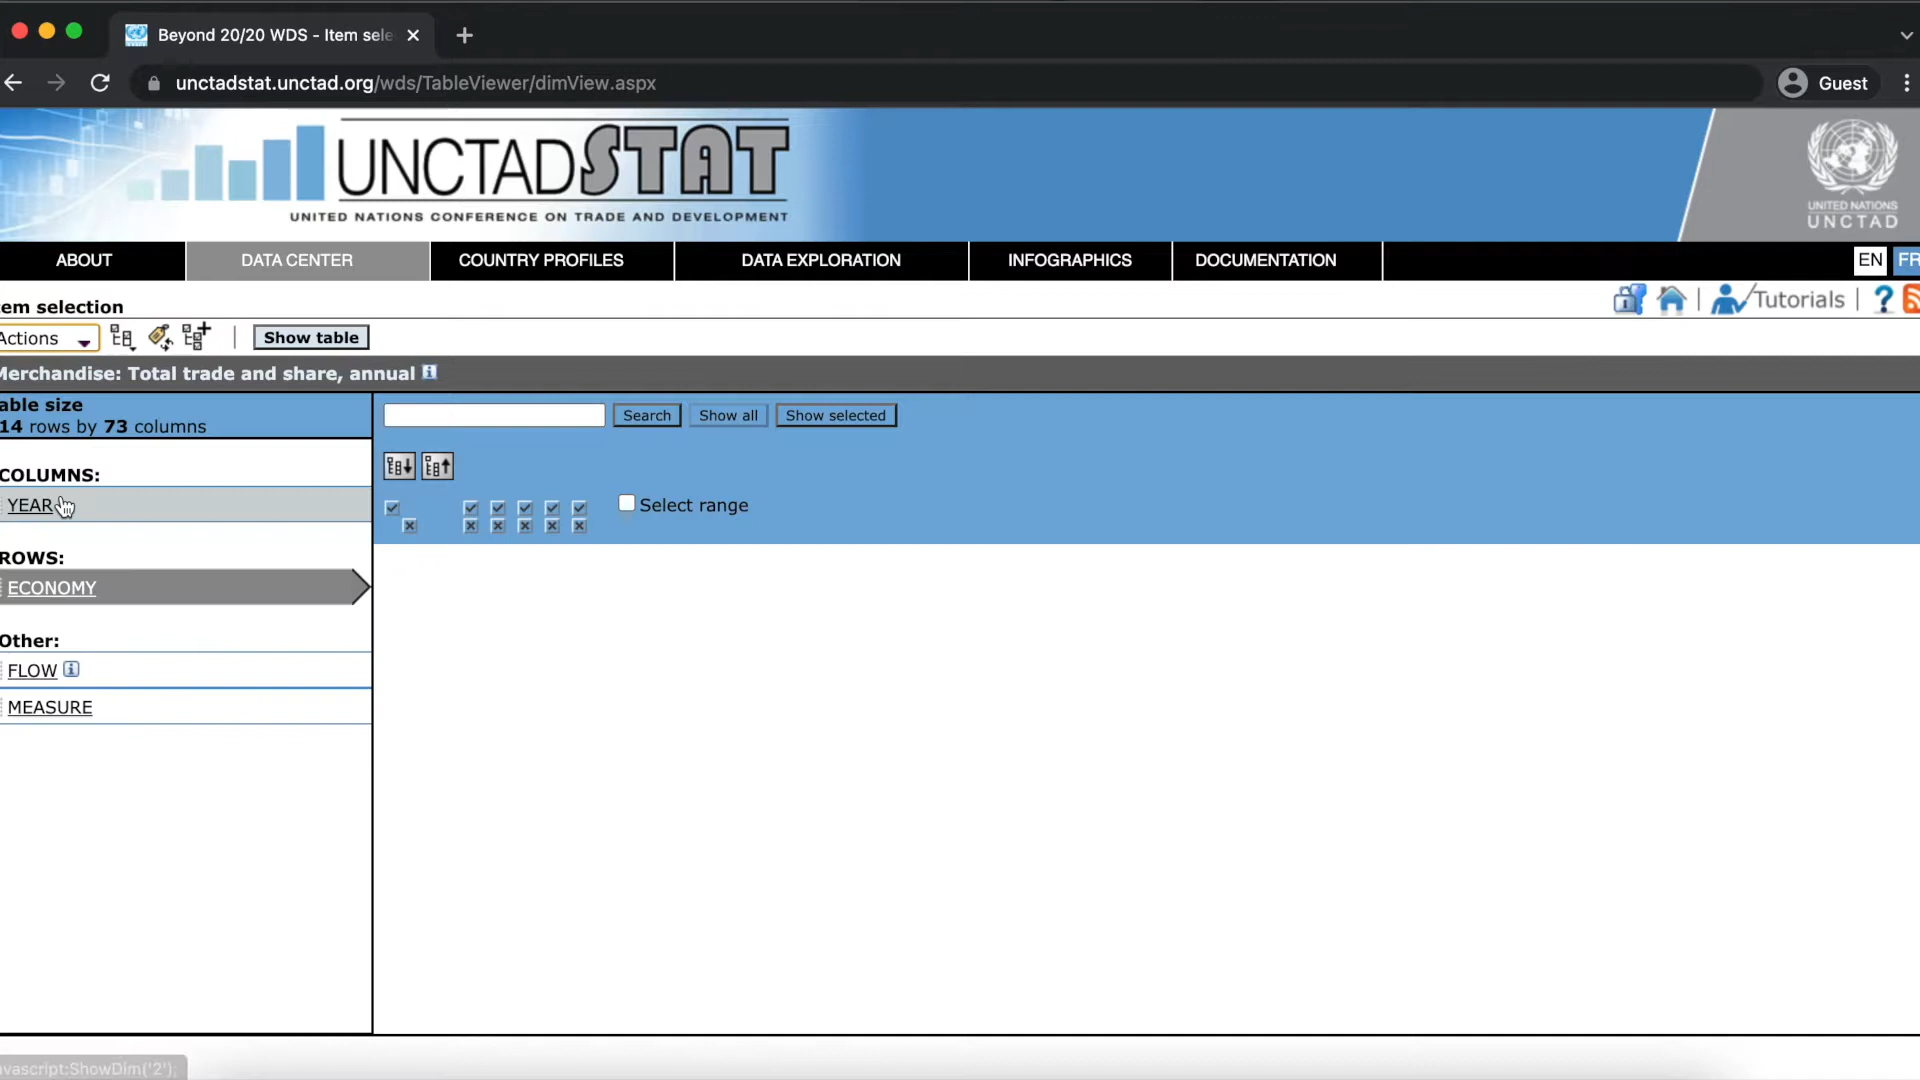 Beyond 20/20 WDS - Item sele
unctadstat.unctad.org/wds/TableViewer/dimView.aspx
Guest
UNCTADSTAT
UNITED NATIONS CONFERENCE ON TRADE AND DEVELOPMENT
UNITED NATIONS
UNCTAD
ABOUT
DATA CENTER
COUNTRY PROFILES
DATA EXPLORATION
INFOGRAPHICS
DOCUMENTATION
EN
FR
tem selection
Tutorials
?
Actions
Show table
Merchandise: Total trade and share, annual
able size
14 rows by 73 columns
Search
Show all
Show selected
COLUMNS:
YEAR
Select range
ROWS:
ECONOMY
Other:
FLOW
MEASURE
avascript:ShowDim('2');